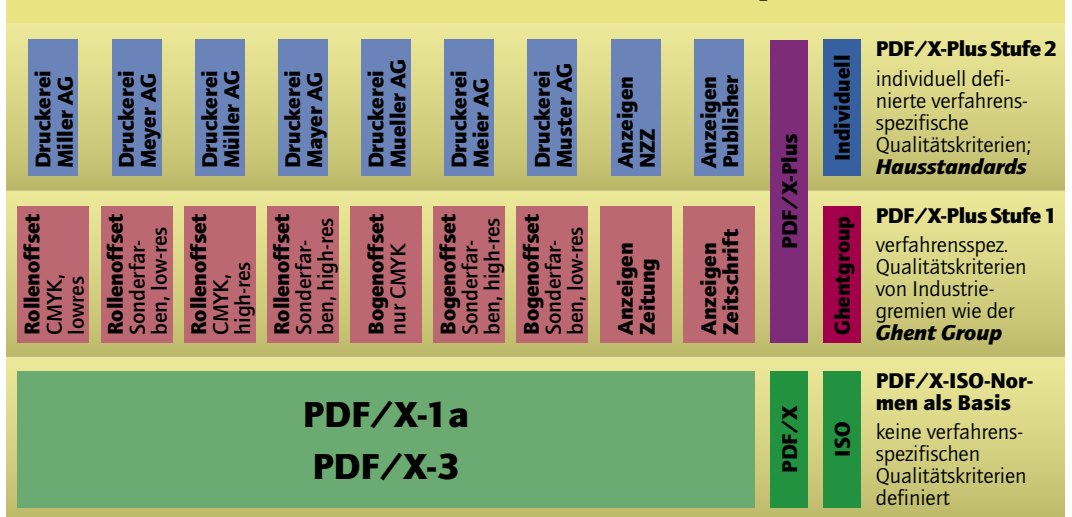 Druckerei
Miller AG
Druckerei
Meyer AG
Druckerei
Müller AG
Druckerei
Mayer AG
Druckerei
Mueller AG
Druckerei
Meier AG
Druckerei
Muster AG
Anzeigen
NZZ
Anzeigen
Publisher
PDF/X-Plus
Individuell
PDF/X-Plus Stufe 2
individuell defi-
nierte verfahrens-
spezifische
Qualitätskriterien;
Hausstandards
Rollenoffset
CMYK,
lowres
Rollenoffset
Sonderfar-
ben, low-res
Rollenoffset
CMYK,
high-res
Rollenoffset
Sonderfar-
ben, high-res
Bogenoffset
nur CMYK
Bogenoffset
Sonderfar-
ben, high-res
Bogenoffset
Sonderfar-
ben, low-res
Anzeigen
Zeitung
Anzeigen
Zeitschrift
Ghentgroup
PDF/X-Plus Stufe 1
verfahrensspez.
Qualitätskriterien
von Industrie-
gremien wie der
Ghent Group
PDF/X-1a
PDF/X-3
PDF/X
ISO
PDF/X-ISO-Nor-
men als Basis
keine verfahrens-
spezifischen
Qualitätskriterien
definiert